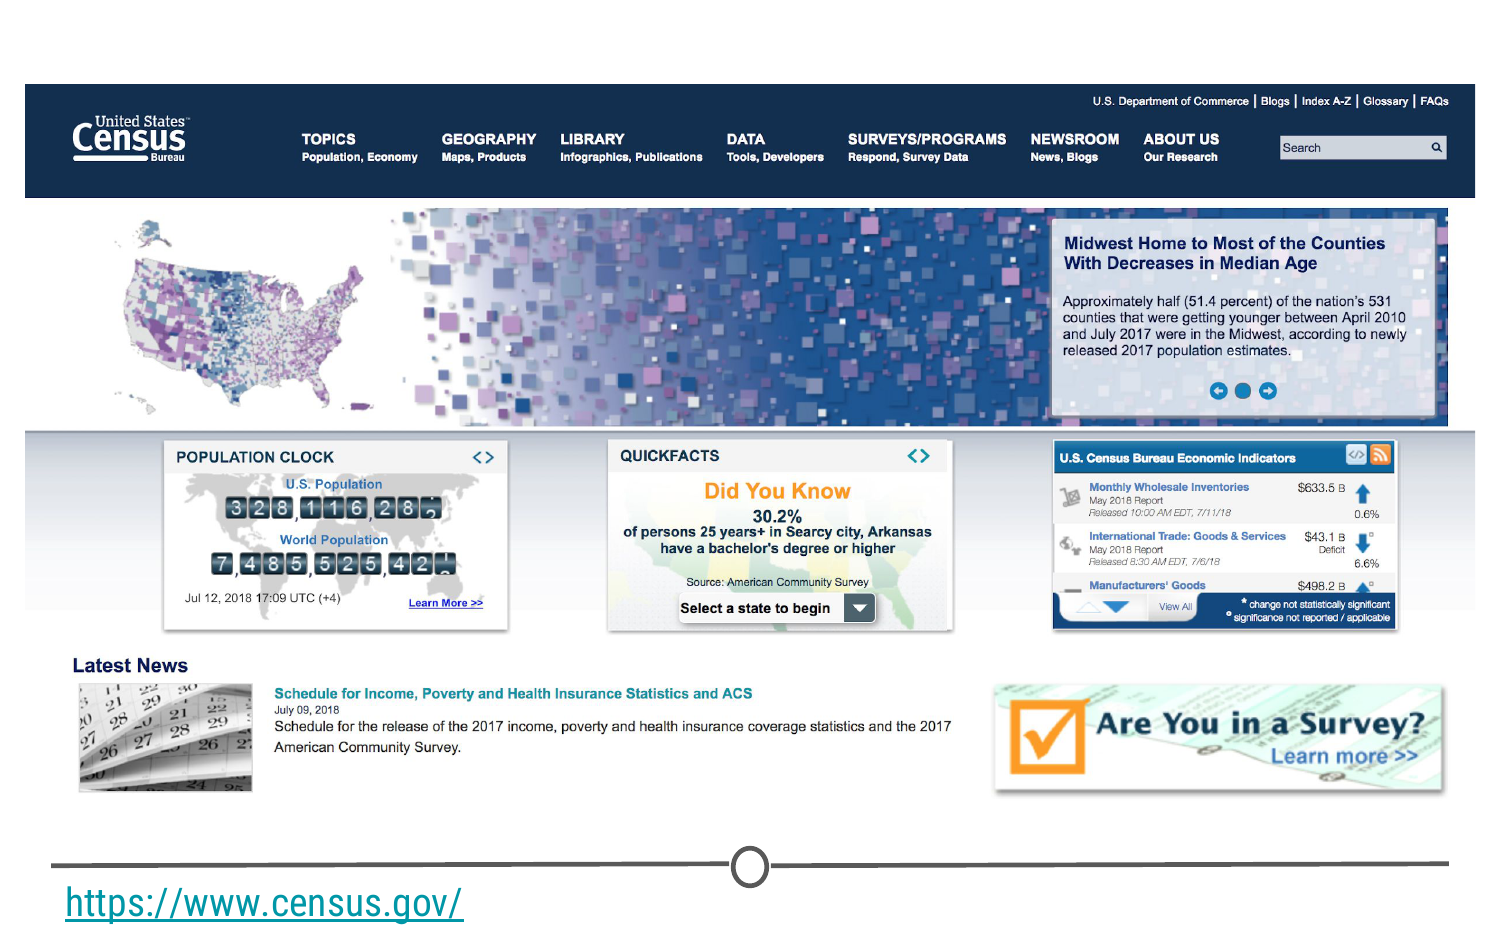 U.S. Department of Commerce | Blogs | Index A-Z | Glossary | FAQs
United States™
Census
Bureau
TOPICS
Population, Economy
GEOGRAPHY
Maps, Products
LIBRARY
Infographics, Publications
DATA
Tools, Developers
SURVEYS/PROGRAMS
Respond, Survey Data
NEWSROOM
News, Blogs
ABOUT US
Our Research
Search
Midwest Home to Most of the Counties
With Decreases in Median Age
Approximately half (51.4 percent) of the nation's 531
counties that were getting younger between April 2010
and July 2017 were in the Midwest, according to newly
released 2017 population estimates.
POPULATION CLOCK
U.S. Population
328,116,28
World Population
7,485,525,42
Jul 12, 2018 17:09 UTC (+4)
Learn More >>
QUICKFACTS
Did You Know
30.2%
of persons 25 years+ in Searcy city, Arkansas
have a bachelor's degree or higher
Source: American Community Survey
Select a state to begin
U.S. Census Bureau Economic Indicators
Monthly Wholesale Inventories $633.5 B
May 2018 Report
Released 10:00 AM EDT, 7/11/18 0.6%
International Trade: Goods & Services $43.1 B
May 2018 Report Deficit
Released 8:30 AM EDT, 7/6/18 6.6%
Manufacturers' Goods $498.2 B
View All
* change not statistically significant
° significance not reported / applicable
Latest News
Schedule for Income, Poverty and Health Insurance Statistics and ACS
July 09, 2018
Schedule for the release of the 2017 income, poverty and health insurance coverage statistics and the 2017
American Community Survey.
Are You in a Survey?
Learn more >>
https://www.census.gov/